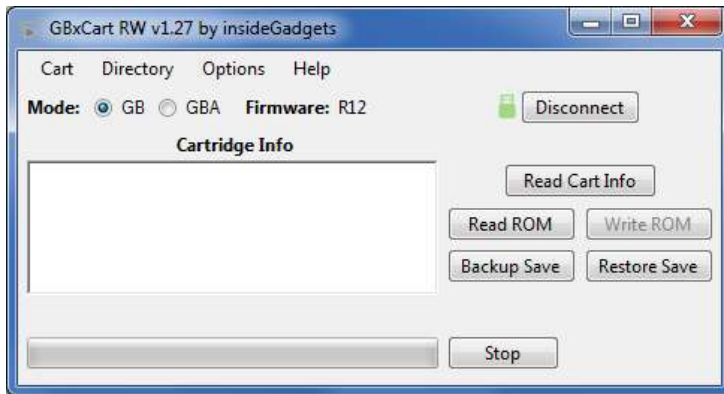 GBxCart RW v1.27 by insideGadgets
Cart Directory Options Help
Mode: GB GBA Firmware: R12 Disconnect
Cartridge Info
Read Cart Info
Read ROM Write ROM
Backup Save Restore Save
Stop